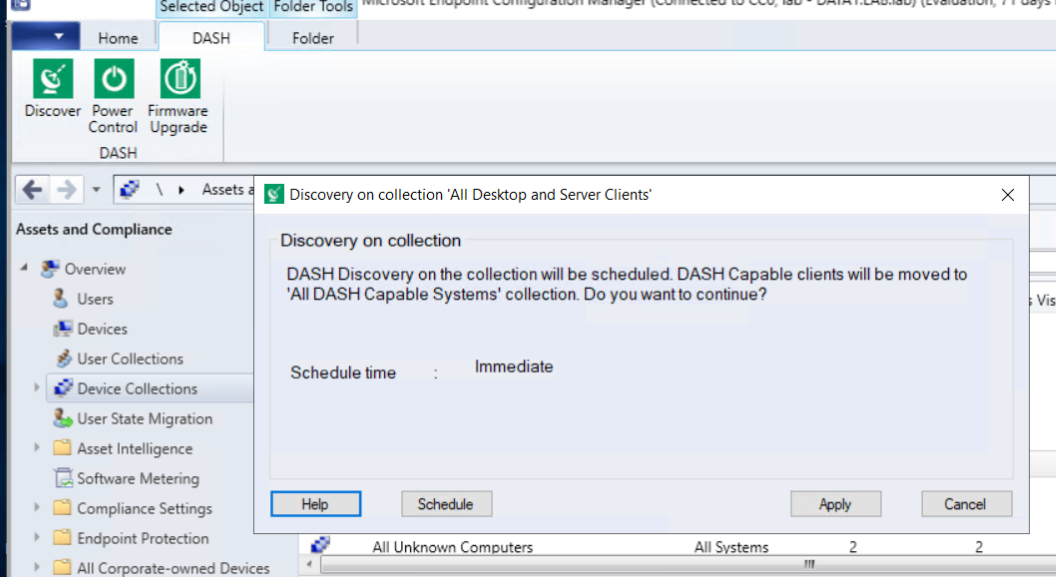 Selected Object Folder Tools Microsoft Endpoint Configuration Manager (Connected to CC0, lab - DATA1.LAB.lab) (Evaluation, 71 days
Home DASH Folder
Discover Power Control Firmware Upgrade
DASH
\ Assets a
Discovery on collection 'All Desktop and Server Clients'
Assets and Compliance
Discovery on collection
Overview
DASH Discovery on the collection will be scheduled. DASH Capable clients will be moved to
'All DASH Capable Systems' collection. Do you want to continue?
Users
s Vis
Devices
User Collections
Schedule time : Immediate
Device Collections
User State Migration
Asset Intelligence
Software Metering
Help Schedule Apply Cancel
Compliance Settings
Endpoint Protection
All Unknown Computers All Systems 2 2
All Corporate-owned Devices